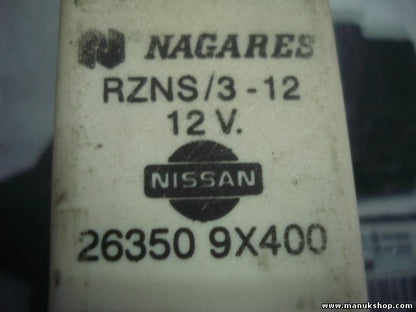 NAGARES
RZNS/3-12
12 V.
NISSAN
26350 9X400
www.manukshop.com